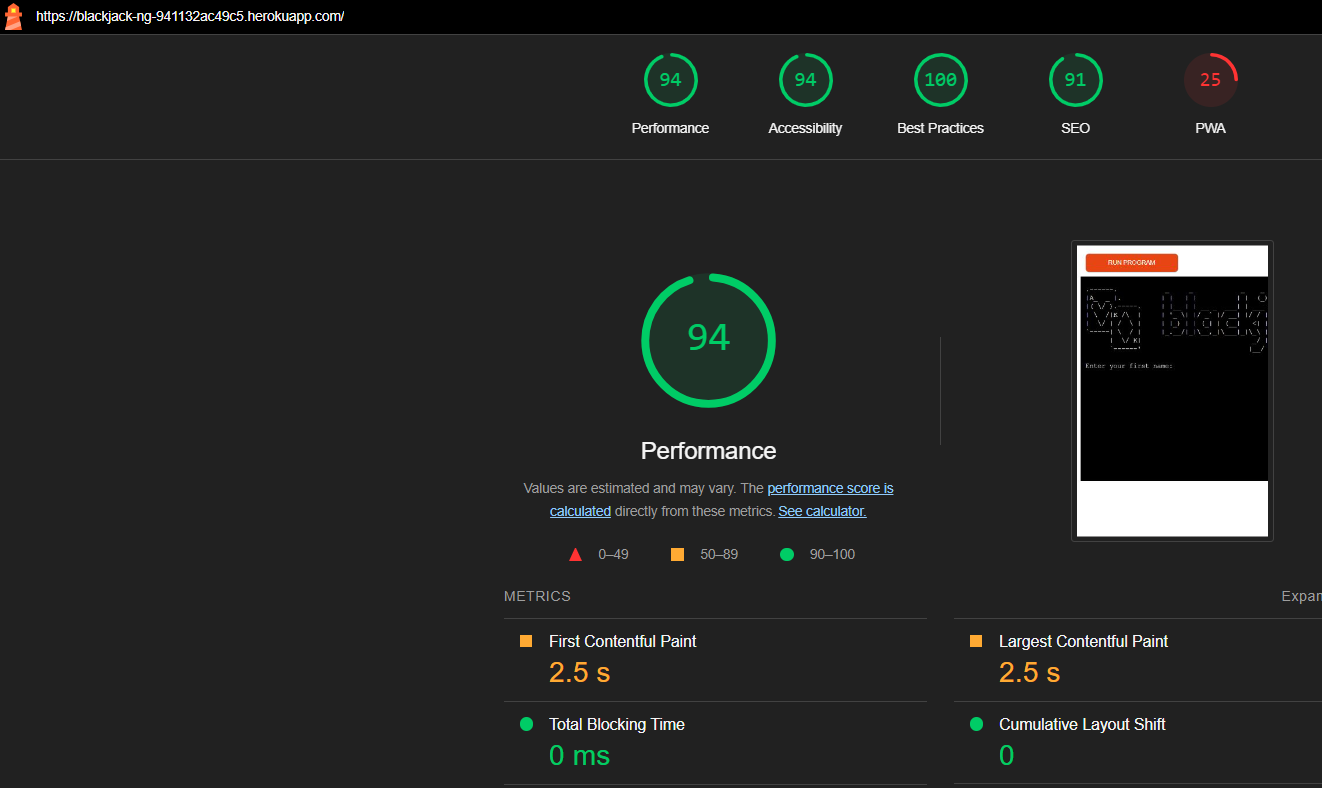 https://blackjack-ng-941132ac49c5.herokuapp.com/
94 94 100 91 25
Performance Accessibility Best Practices SEO PWA
94
Performance
Values are estimated and may vary. The performance score is
calculated directly from these metrics. See calculator.
0–49 50–89 90–100
RUN PROGRAM
Enter your first name:
METRICS
Expan
First Contentful Paint
2.5 s
Largest Contentful Paint
2.5 s
Total Blocking Time
0 ms
Cumulative Layout Shift
0